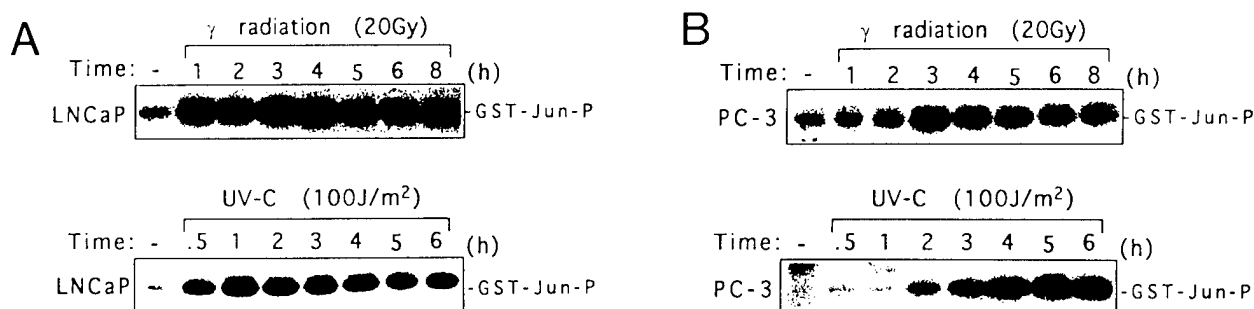 A
γ radiation (20Gy)
Time: - 1 2 3 4 5 6 8 (h)
LNCaP -GST-Jun-P
UV-C (100J/m²)
Time: - .5 1 2 3 4 5 6 (h)
LNCaP -GST-Jun-P
B
γ radiation (20Gy)
Time: - 1 2 3 4 5 6 8 (h)
PC-3 -GST-Jun-P
UV-C (100J/m²)
Time: - .5 1 2 3 4 5 6 (h)
PC-3 -GST-Jun-P